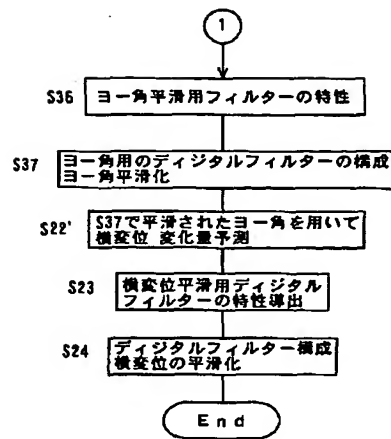 1
S36 ヨー角平滑用フィルターの特性
S37 ヨー角用のディジタルフィルターの構成
ヨー角平滑化
S22' S37で平滑されたヨー角を用いて
横変位 変化量予測
S23 横変位平滑用ディジタル
フィルターの特性導出
S24 ディジタルフィルター構成
横変位の平滑化
End